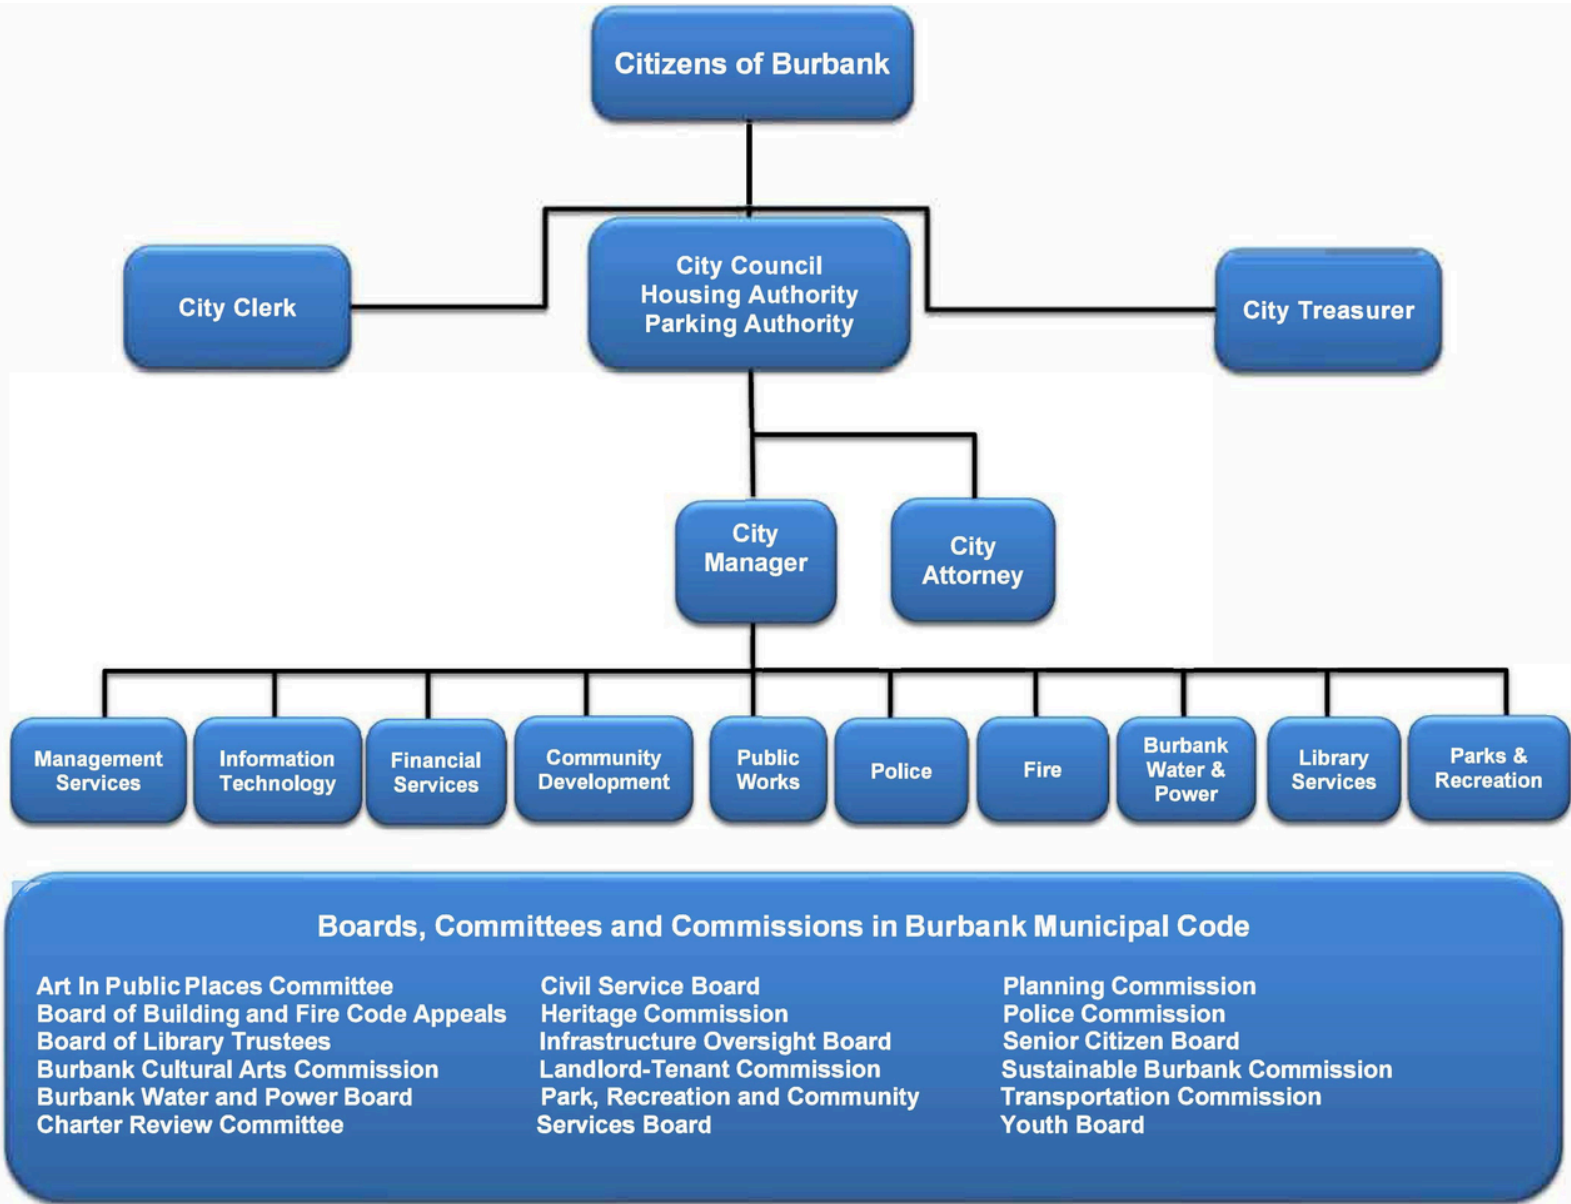 Citizens of Burbank
City Clerk
City Council
Housing Authority
Parking Authority
City Treasurer
City
Manager
City
Attorney
Management
Services
Information
Technology
Financial
Services
Community
Development
Public
Works
Police
Fire
Burbank
Water &
Power
Library
Services
Parks &
Recreation
Boards, Committees and Commissions in Burbank Municipal Code
Art In Public Places Committee
Board of Building and Fire Code Appeals
Board of Library Trustees
Burbank Cultural Arts Commission
Burbank Water and Power Board
Charter Review Committee
Civil Service Board
Heritage Commission
Infrastructure Oversight Board
Landlord-Tenant Commission
Park, Recreation and Community
Services Board
Planning Commission
Police Commission
Senior Citizen Board
Sustainable Burbank Commission
Transportation Commission
Youth Board